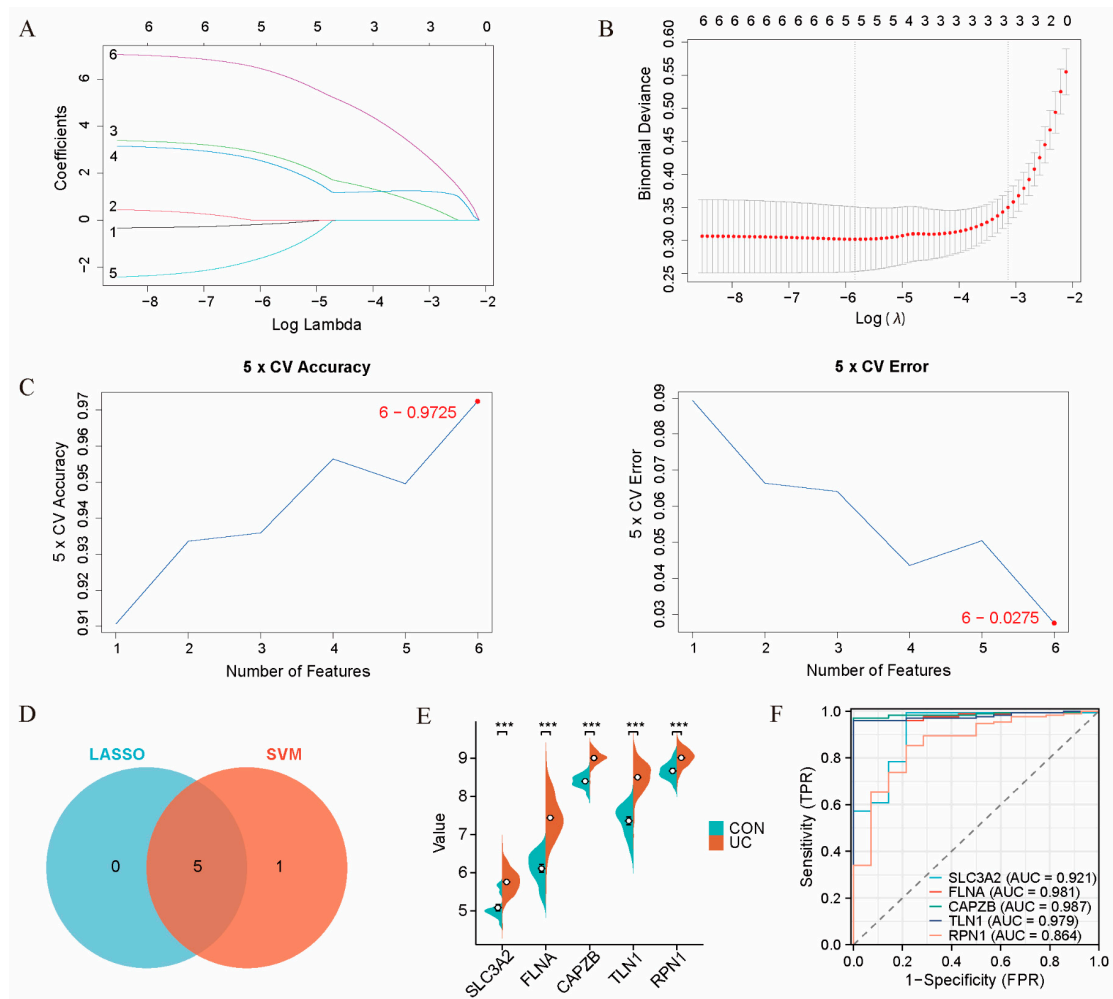 A
6 6 5 5 3 3 0
Coefficients
6
4
2
0
−2
6
3
4
2
1
5
−8 −7 −6 −5 −4 −3 −2
Log Lambda
B
6 6 6 6 6 6 6 6 6 5 5 5 4 3 3 3 3 3 3 3 2 0
Binomial Deviance
0.60
0.55
0.50
0.45
0.40
0.35
0.30
0.25
−8 −7 −6 −5 −4 −3 −2
Log (λ)
C
5 x CV Accuracy
5 x CV Accuracy
0.97
0.96
0.95
0.94
0.93
0.92
0.91
6 − 0.9725
1 2 3 4 5 6
Number of Features
5 x CV Error
5 x CV Error
0.09
0.08
0.07
0.06
0.05
0.04
0.03
6 − 0.0275
1 2 3 4 5 6
Number of Features
D
LASSO SVM
0 5 1
E
*** *** *** *** ***
Value
9
8
7
6
5
CON
UC
SLC3A2 FLNA CAPZB TLN1 RPN1
F
Sensitivity (TPR)
1.0
0.8
0.6
0.4
0.2
0.0
SLC3A2 (AUC = 0.921)
FLNA (AUC = 0.981)
CAPZB (AUC = 0.987)
TLN1 (AUC = 0.979)
RPN1 (AUC = 0.864)
0.0 0.2 0.4 0.6 0.8 1.0
1-Specificity (FPR)